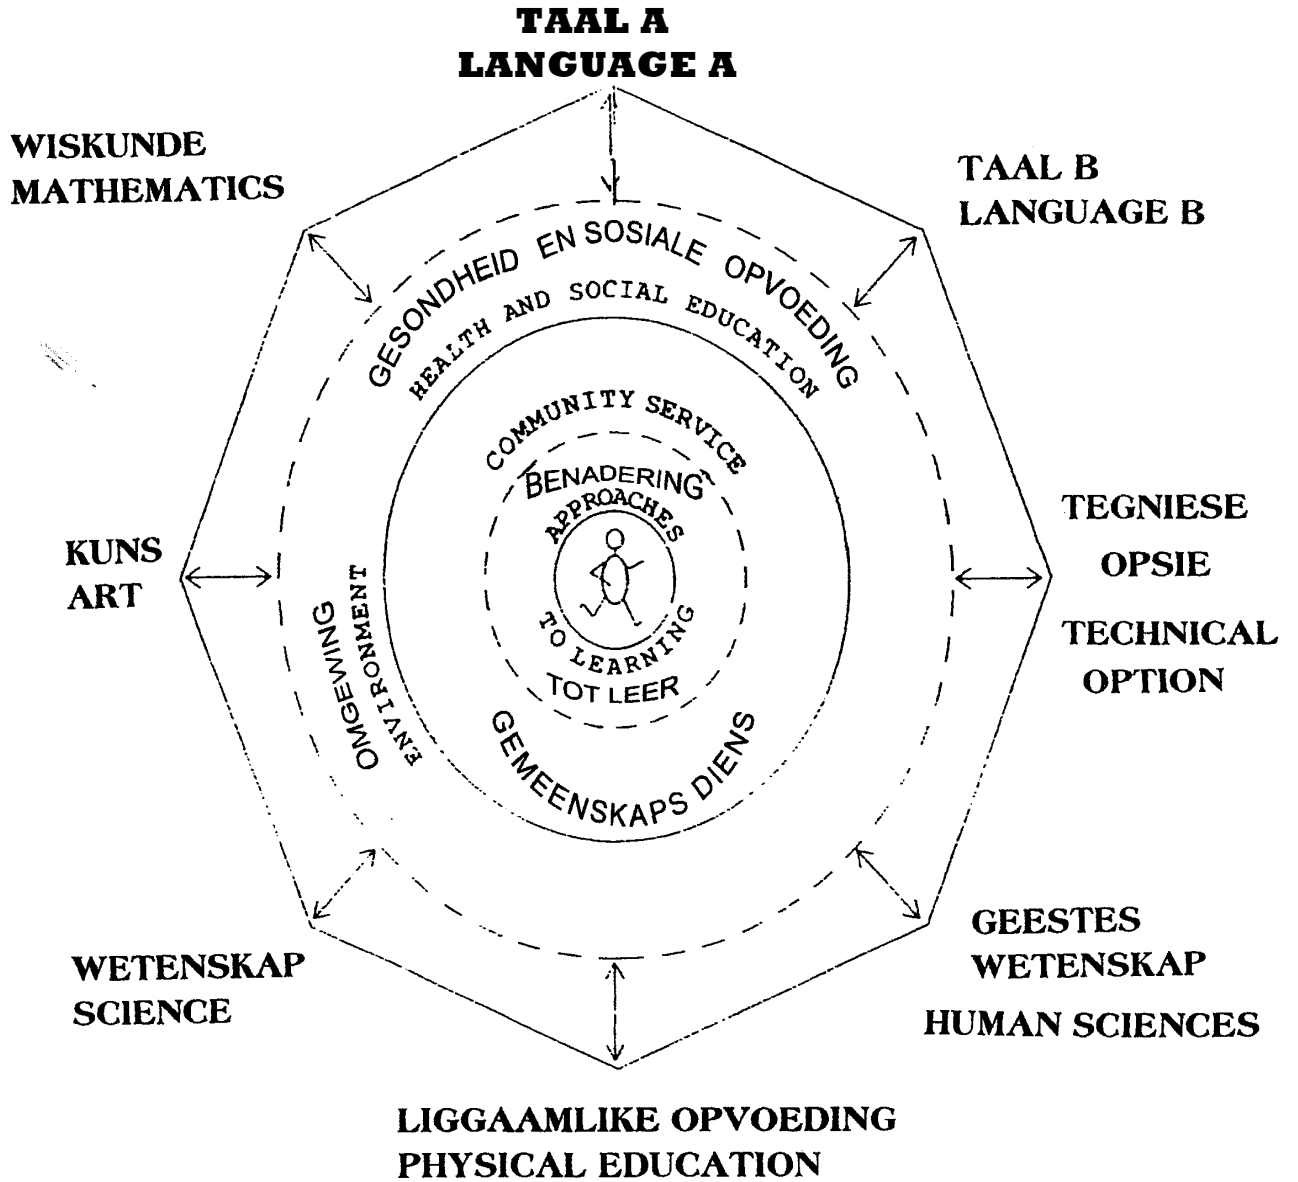 TAAL A
LANGUAGE A
WISKUNDE
MATHEMATICS
TAAL B
LANGUAGE B
GESONDHEID EN SOSIALE OPVOEDING
HEALTH AND SOCIAL EDUCATION
COMMUNITY SERVICE
BENADERING
APPROACHES
TO LEARNING
TOT LEER
GEMEENSKAPS DIENS
OMGEWING
ENVIRONMENT
KUNS
ART
TEGNIESE
OPSIE
TECHNICAL
OPTION
WETENSKAP
SCIENCE
GEESTES
WETENSKAP
HUMAN SCIENCES
LIGGAAMLIKE OPVOEDING
PHYSICAL EDUCATION